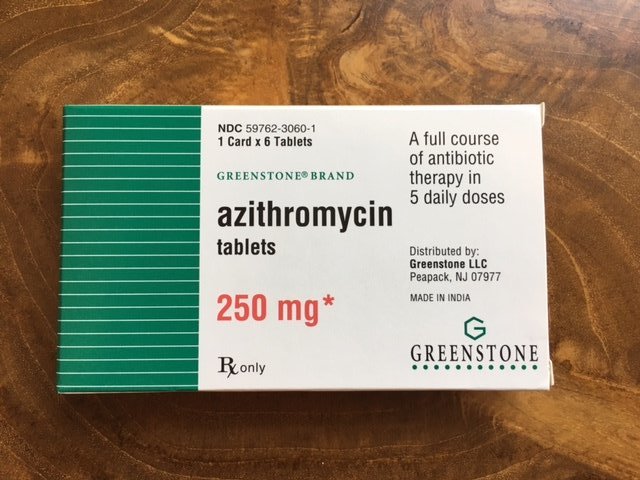 NDC 59762-3060-1
1 Card x 6 Tablets
GREENSTONE® BRAND
azithromycin
tablets
250 mg*
Rx only
A full course
of antibiotic
therapy in
5 daily doses
Distributed by:
Greenstone LLC
Peapack, NJ 07977
MADE IN INDIA
G
GREENSTONE